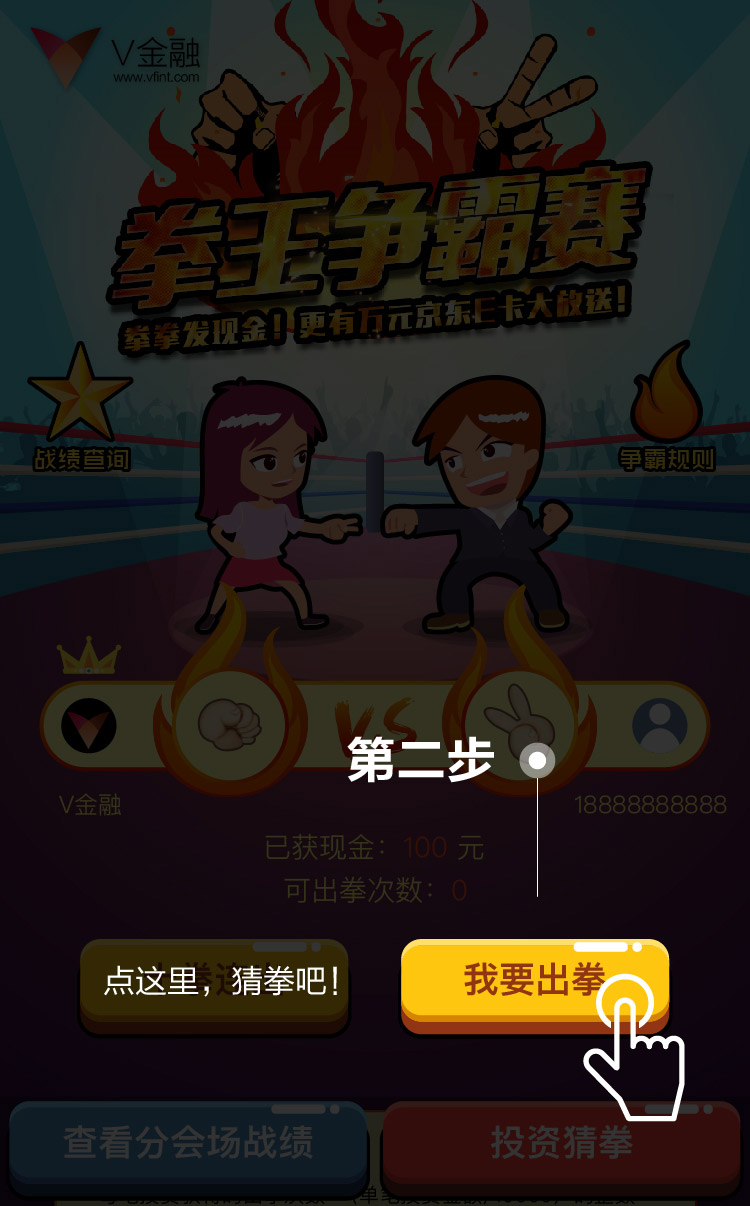 V金融
www.vfint.com
拳王争霸赛
拳拳发现金！更有万元京东E卡大放送！
战绩查询
争霸规则
VS
第二步
V金融
18888888888
已获现金：100 元
可出拳次数：0
点这里，猜拳吧！
我要出拳
查看分会场战绩
投资猜拳